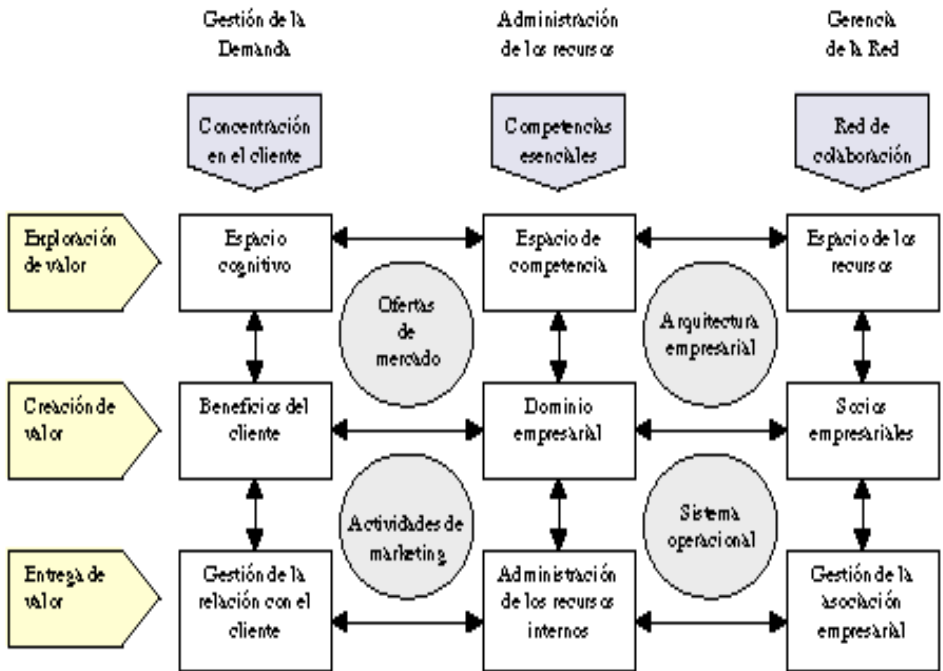 Gestión de la
Demanda
Administración
de los recursos
Gerencia
de la Red
Concentración
en el cliente
Competencias
esenciales
Red de
colaboración
Exploración
de valor
Espacio
cognitivo
Espacio de
competencia
Espacio de los
recursos
Ofertas
de
mercado
Arquitectura
empresarial
Creación de
valor
Beneficios del
cliente
Dominio
empresarial
Socios
empresariales
Actividades de
marketing
Sistema
operacional
Entrega de
valor
Gestión de la
relación con el
cliente
Administración
de los recursos
internos
Gestión de la
asociación
empresarial